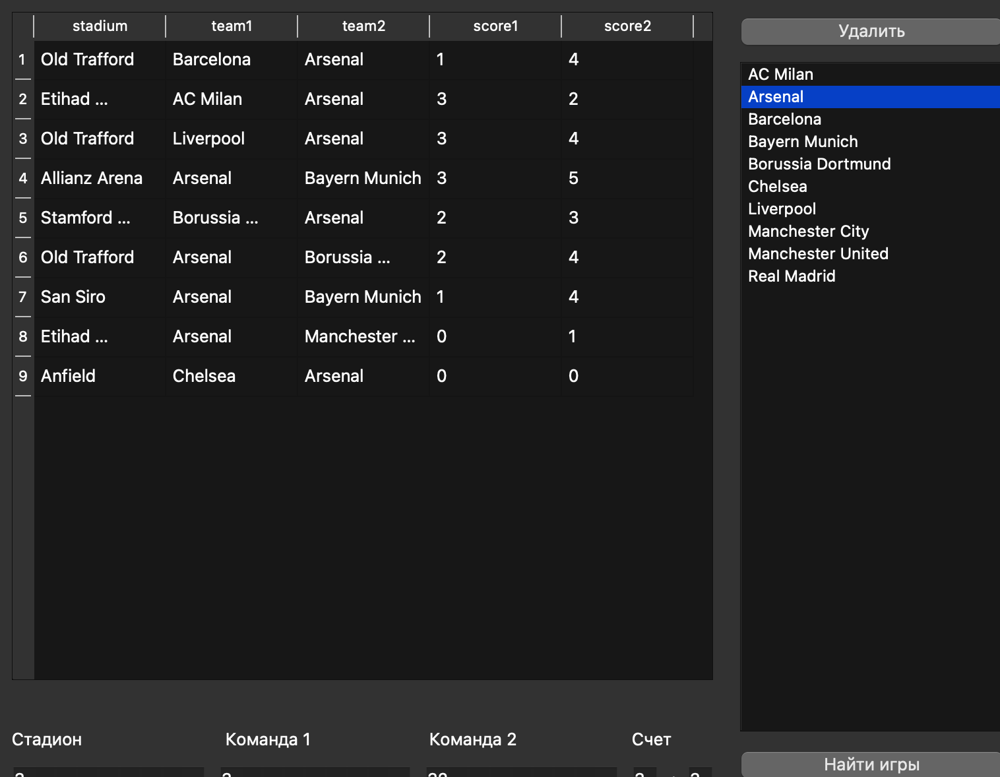 stadium team1 team2 score1 score2
1 Old Trafford Barcelona Arsenal 1 4
2 Etihad ... AC Milan Arsenal 3 2
3 Old Trafford Liverpool Arsenal 3 4
4 Allianz Arena Arsenal Bayern Munich 3 5
5 Stamford ... Borussia ... Arsenal 2 3
6 Old Trafford Arsenal Borussia ... 2 4
7 San Siro Arsenal Bayern Munich 1 4
8 Etihad ... Arsenal Manchester ... 0 1
9 Anfield Chelsea Arsenal 0 0
Удалить
AC Milan
Arsenal
Barcelona
Bayern Munich
Borussia Dortmund
Chelsea
Liverpool
Manchester City
Manchester United
Real Madrid
Стадион Команда 1 Команда 2 Счет
Найти игры